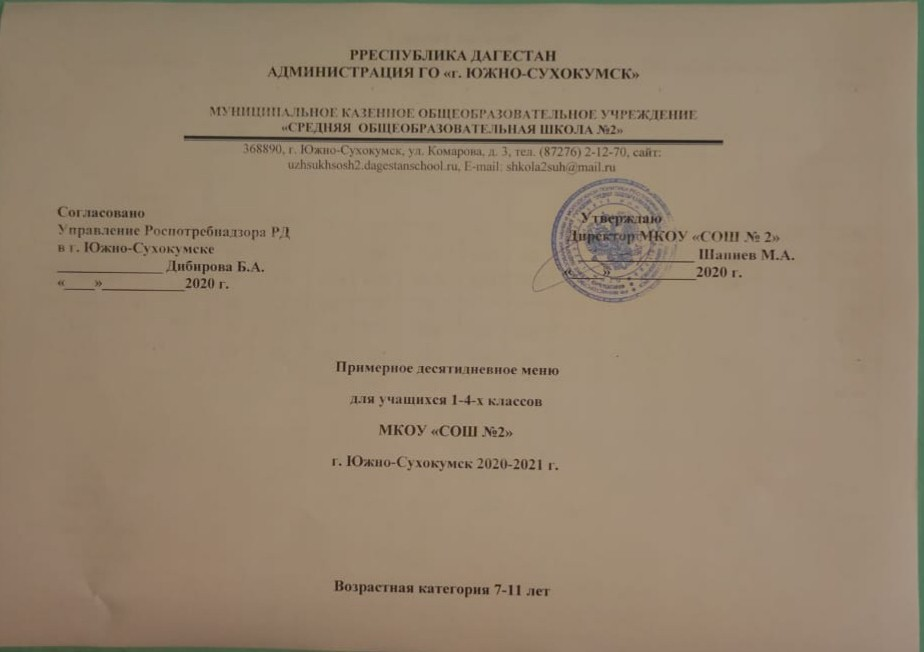 РРЕСПУБЛИКА ДАГЕСТАН
АДМИНИСТРАЦИЯ ГО «г. ЮЖНО-СУХОКУМСК»
МУНИЦИПАЛЬНОЕ КАЗЕННОЕ ОБЩЕОБРАЗОВАТЕЛЬНОЕ УЧРЕЖДЕНИЕ
«СРЕДНЯЯ ОБЩЕОБРАЗОВАТЕЛЬНАЯ ШКОЛА №2»
368890, г. Южно-Сухокумск, ул. Комарова, д. 3, тел. (87276) 2-12-70, сайт:
uzhsukhsosh2.dagestanschool.ru, E-mail: shkola2suh@mail.ru
Согласовано
Управление Роспотребнадзора РД
в г. Южно-Сухокумске
______________ Дибирова Б.А.
«____»___________2020 г.
Утверждаю
Директор МКОУ «СОШ № 2»
_______________ Шапиев М.А.
«____»____________2020 г.
Примерное десятидневное меню
для учащихся 1-4-х классов
МКОУ «СОШ №2»
г. Южно-Сухокумск 2020-2021 г.
Возрастная категория 7-11 лет